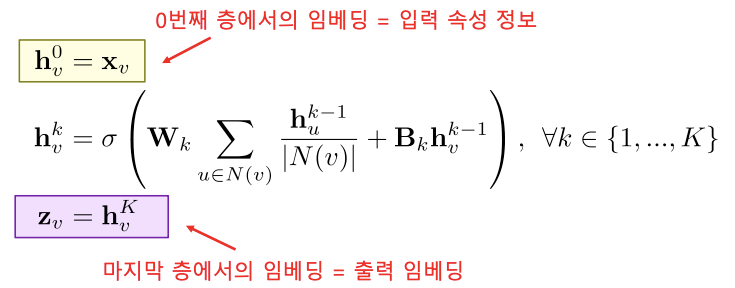 0번째 층에서의 임베딩 = 입력 속성 정보
$\mathbf{h}_v^0 = \mathbf{x}_v$
$\mathbf{h}_v^k = \sigma \left( \mathbf{W}_k \sum_{u \in N(v)} \frac{\mathbf{h}_u^{k-1}}{|N(v)|} + \mathbf{B}_k \mathbf{h}_v^{k-1} \right), \ \forall k \in \{1, ..., K\}$
$\mathbf{z}_v = \mathbf{h}_v^K$
마지막 층에서의 임베딩 = 출력 임베딩